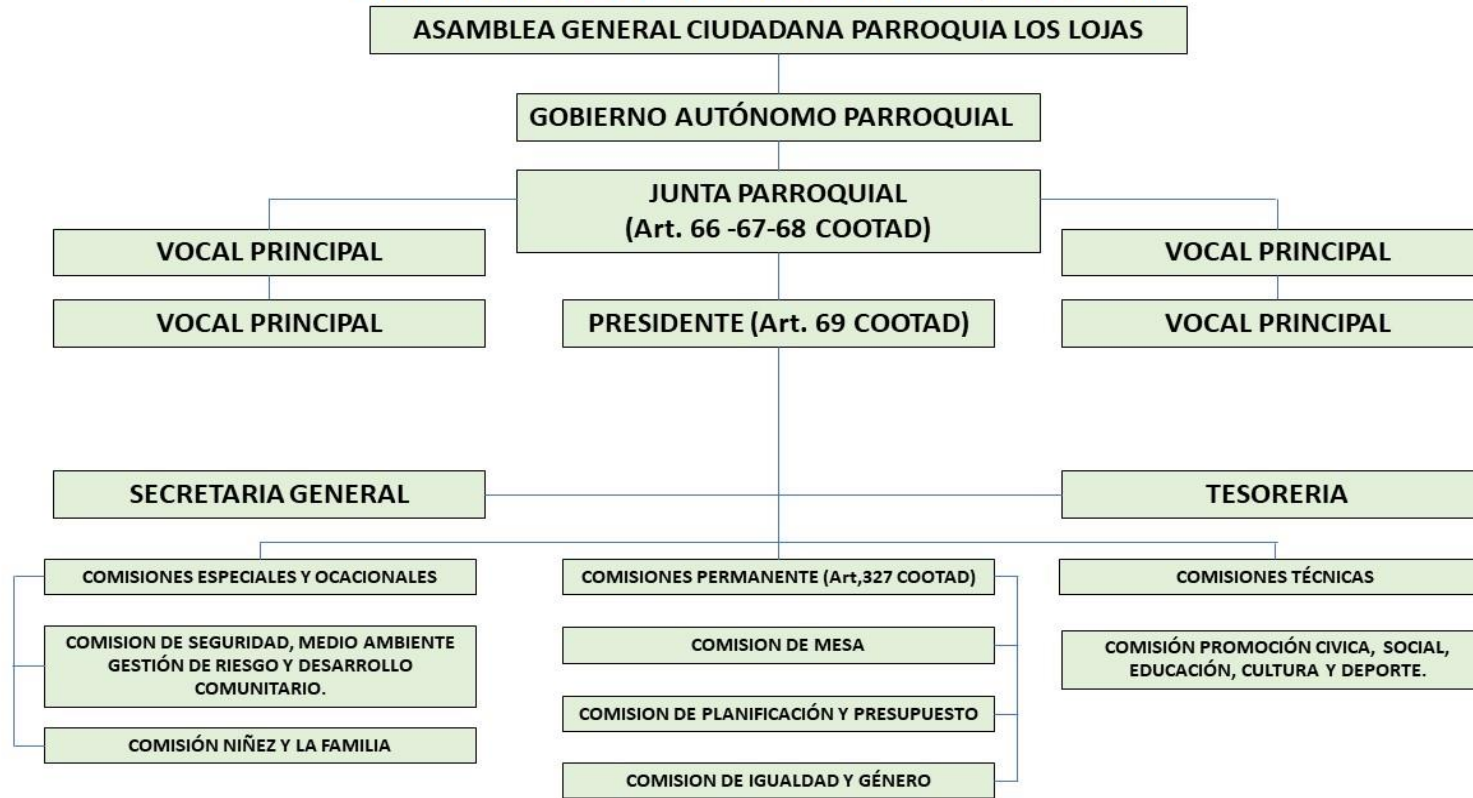 ASAMBLEA GENERAL CIUDADANA PARROQUIA LOS LOJAS
GOBIERNO AUTÓNOMO PARROQUIAL
JUNTA PARROQUIAL
(Art. 66 -67-68 COOTAD)
VOCAL PRINCIPAL
VOCAL PRINCIPAL
VOCAL PRINCIPAL
PRESIDENTE (Art. 69 COOTAD)
VOCAL PRINCIPAL
SECRETARIA GENERAL
TESORERIA
COMISIONES ESPECIALES Y OCACIONALES
COMISION DE SEGURIDAD, MEDIO AMBIENTE
GESTIÓN DE RIESGO Y DESARROLLO
COMUNITARIO.
COMISIÓN NIÑEZ Y LA FAMILIA
COMISIONES PERMANENTE (Art,327 COOTAD)
COMISION DE MESA
COMISION DE PLANIFICACIÓN Y PRESUPUESTO
COMISION DE IGUALDAD Y GÉNERO
COMISIONES TÉCNICAS
COMISIÓN PROMOCIÓN CIVICA, SOCIAL,
EDUCACIÓN, CULTURA Y DEPORTE.